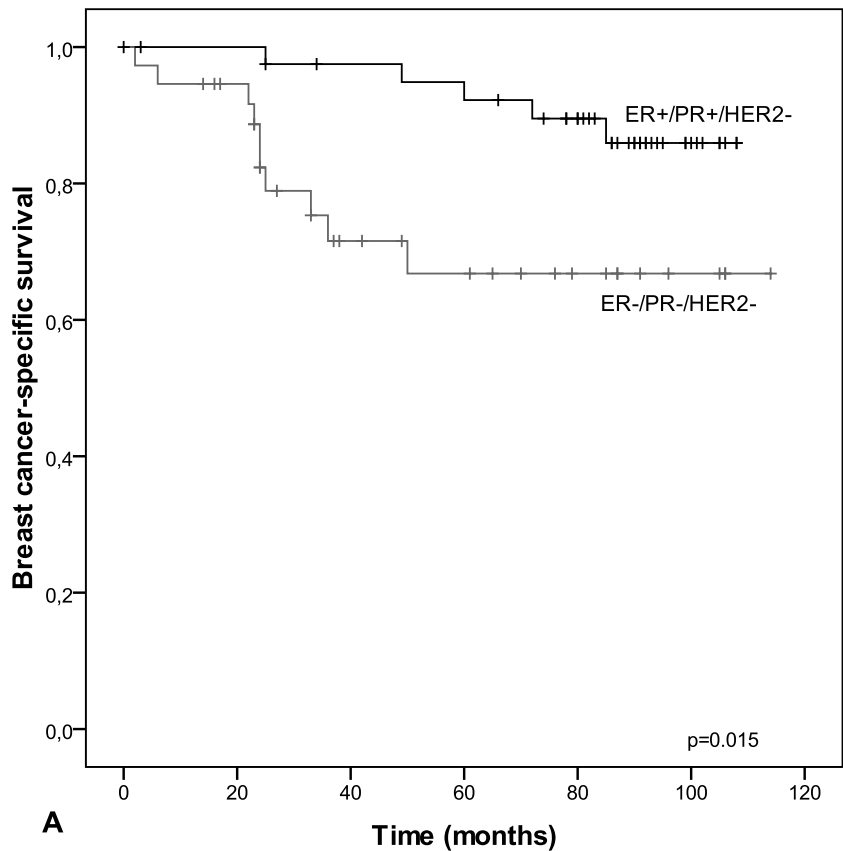 Breast cancer-specific survival
1,0
0,8
0,6
0,4
0,2
0,0
ER+/PR+/HER2-
ER-/PR-/HER2-
p=0.015
0 20 40 60 80 100 120
A
Time (months)